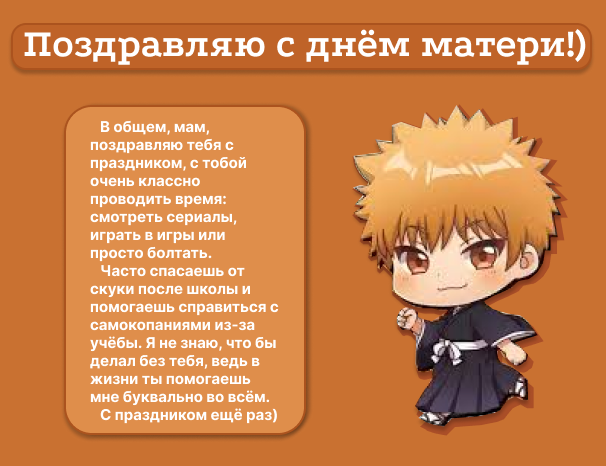 Поздравляю с днём матери!)
В общем, мам,
поздравляю тебя с
праздником, с тобой
очень классно
проводить время:
смотреть сериалы,
играть в игры или
просто болтать.
Часто спасаешь от
скуки после школы и
помогаешь справиться с
самокопаниями из-за
учёбы. Я не знаю, что бы
делал без тебя, ведь в
жизни ты помогаешь
мне буквально во всём.
С праздником ещё раз)